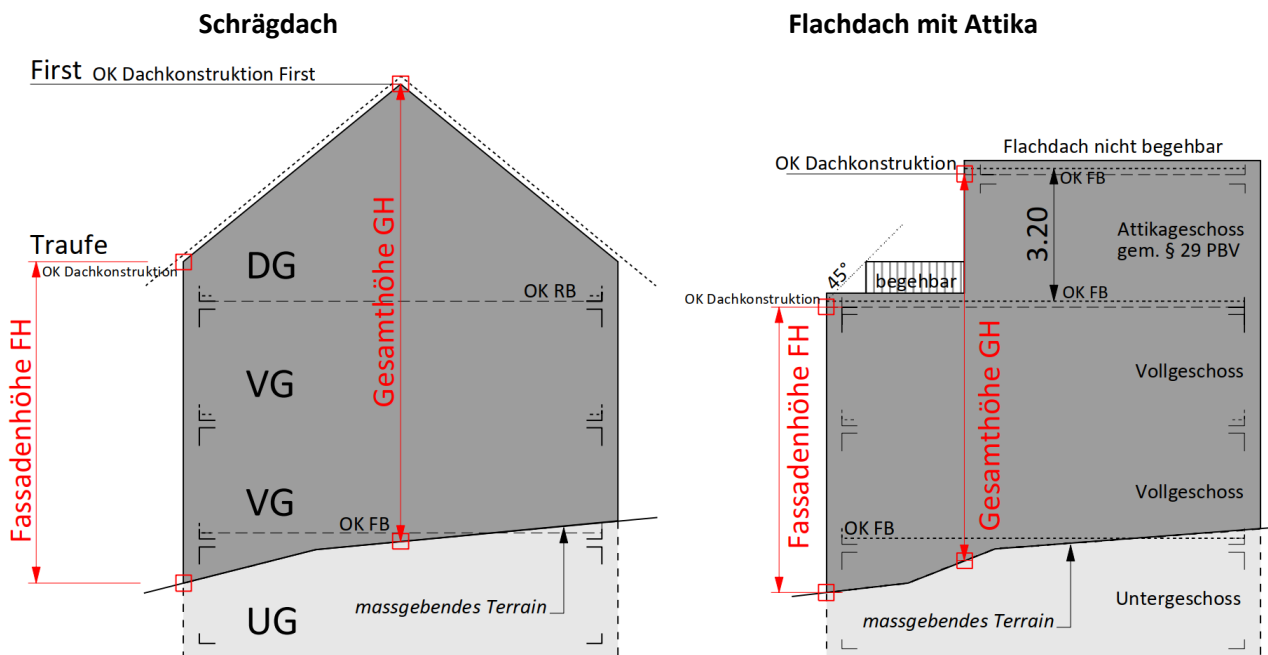 Schrägdach
First OK Dachkonstruktion First
Traufe
OK Dachkonstruktion
DG
OK RB
VG
VG
OK FB
massgebendes Terrain
UG
Fassadenhöhe FH
Gesamthöhe GH
Flachdach mit Attika
Flachdach nicht begehbar
OK Dachkonstruktion
OK FB
3.20
Attikageschoss
gem. § 29 PBV
45°
begehbar
OK FB
OK Dachkonstruktion
Vollgeschoss
Vollgeschoss
OK FB
Untergeschoss
massgebendes Terrain
Fassadenhöhe FH
Gesamthöhe GH